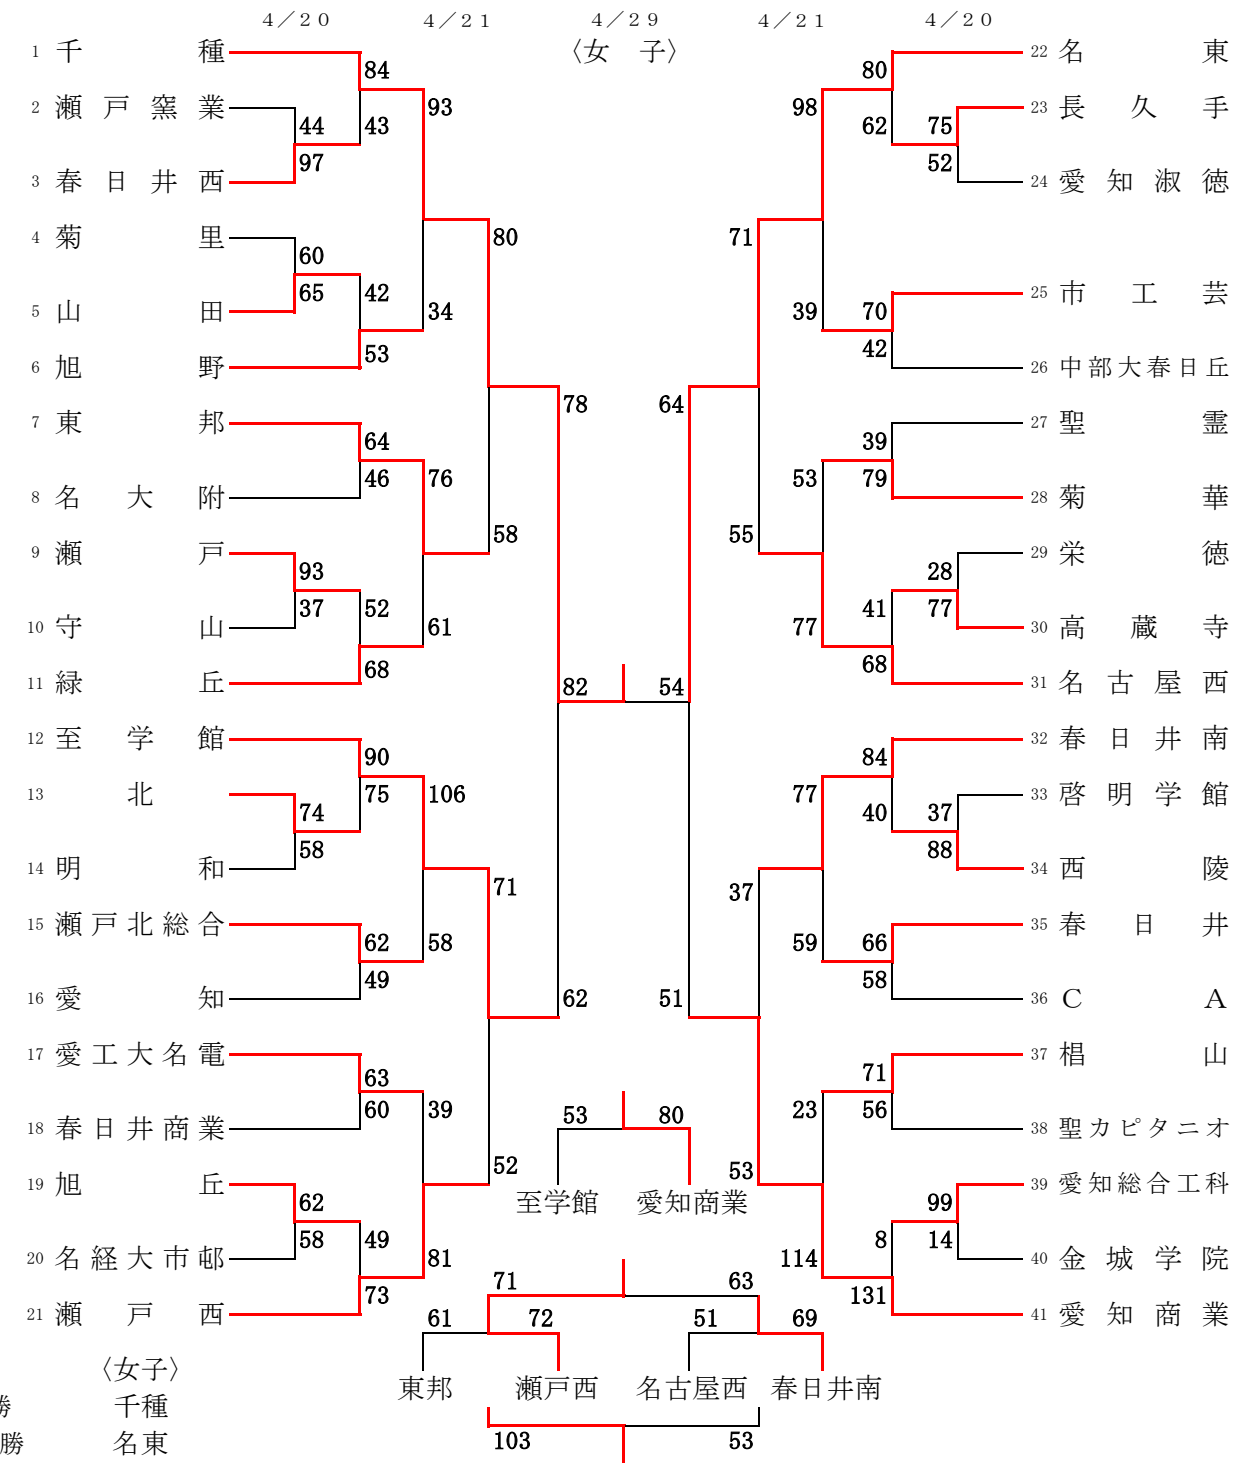 4／20 4／21 4／29 4／21 4／20
〈女 子〉
1 千種
84
93
2 瀬戸窯業
44
43
97
3 春日井西
80
4 菊里
60
65
42
34
5 山田
53
6 旭野
78
7 東邦
64
46
76
8 名大附
58
9 瀬戸
93
37
52
61
10 守山
68
11 緑丘
82
12 至学館
90
75
106
13 北
74
58
14 明和
71
15 瀬戸北総合
62
58
49
16 愛知
62
17 愛工大名電
63
60
39
18 春日井商業
52
19 旭丘
62
58
49
81
20 名経大市邨
73
21 瀬戸西
22 名東
80
98
23 長久手
62
75
52
24 愛知淑徳
71
25 市工芸
39
70
42
26 中部大春日丘
64
27 聖霊
39
53
79
28 菊華
55
29 栄徳
28
41
77
77
30 高蔵寺
68
31 名古屋西
54
32 春日井南
84
77
33 啓明学館
40
37
88
34 西陵
37
35 春日井
59
66
58
36 CA
51
37 椙山
71
23
56
38 聖カピタニオ
53
39 愛知総合工科
99
8
14
114
40 金城学院
131
41 愛知商業
53 80
至学館 愛知商業
71 63
61 72 51 69
東邦 瀬戸西 名古屋西 春日井南
103 53
〈女子〉
勝 千種
勝 名東